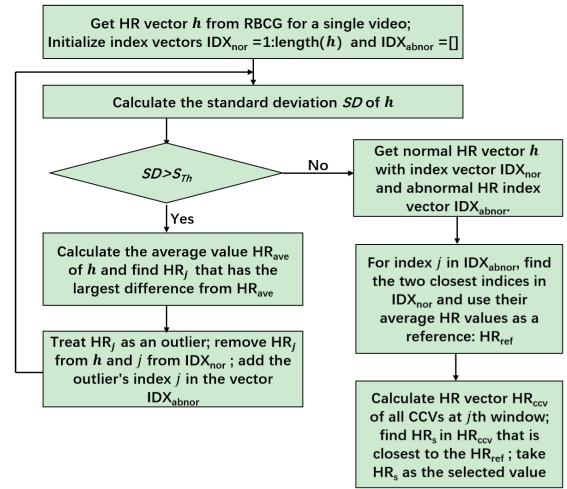 Get HR vector h from RBCG for a single video;
Initialize index vectors IDXnor =1:length(h) and IDXabnor =[]
Calculate the standard deviation SD of h
SD>STh
No
Yes
Calculate the average value HRave
of h and find HRj that has the
largest difference from HRave
Treat HRj as an outlier; remove HRj
from h and j from IDXnor ; add the
outlier's index j in the vector
IDXabnor
Get normal HR vector h
with index vector IDXnor
and abnormal HR index
vector IDXabnor.
For index j in IDXabnor, find
the two closest indices in
IDXnor and use their
average HR values as a
reference: HRref
Calculate HR vector HRccv
of all CCVs at jth window;
find HRs in HRccv that is
closest to the HRref ; take
HRs as the selected value